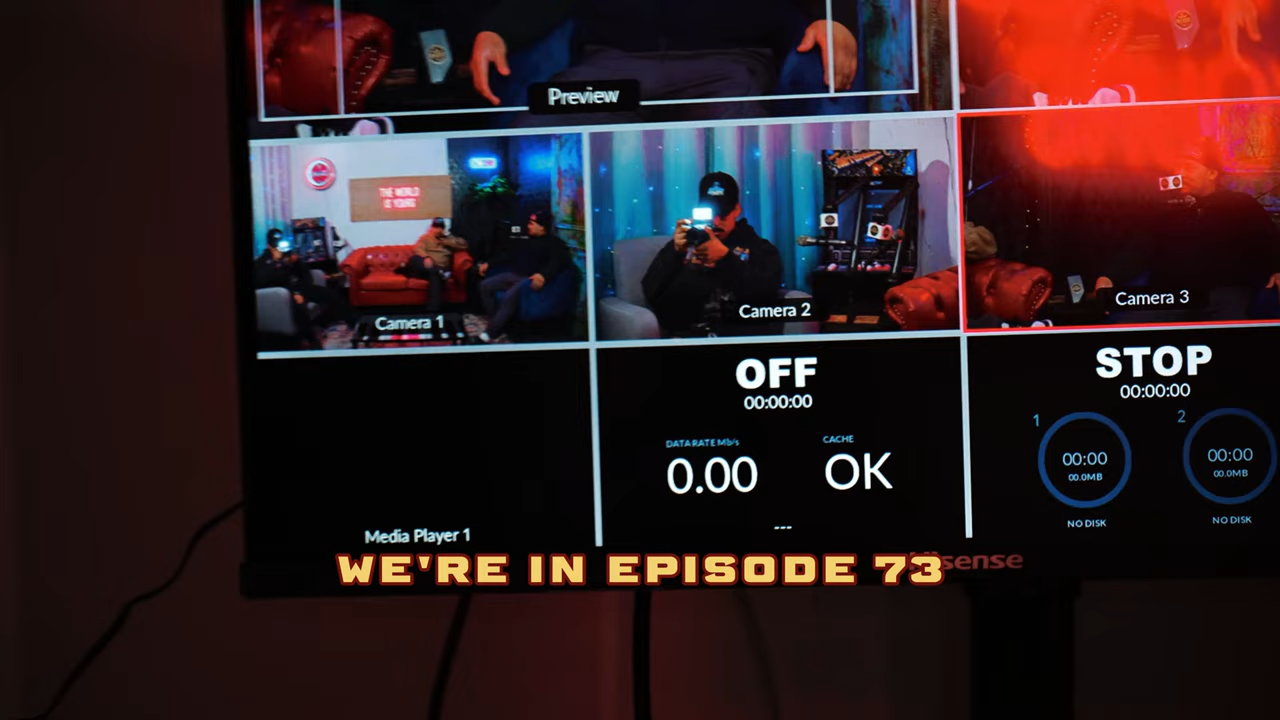 Preview
THE WORLD
IS YOURS
Camera 1
Camera 2
Camera 3
OFF
00:00:00
STOP
00:00:00
DATA RATE Mb/s
CACHE
0.00
OK
1
2
00:00
00.0MB
00:00
00.0MB
---
NO DISK
NO DISK
Media Player 1
Hisense
WE'RE IN EPISODE 73